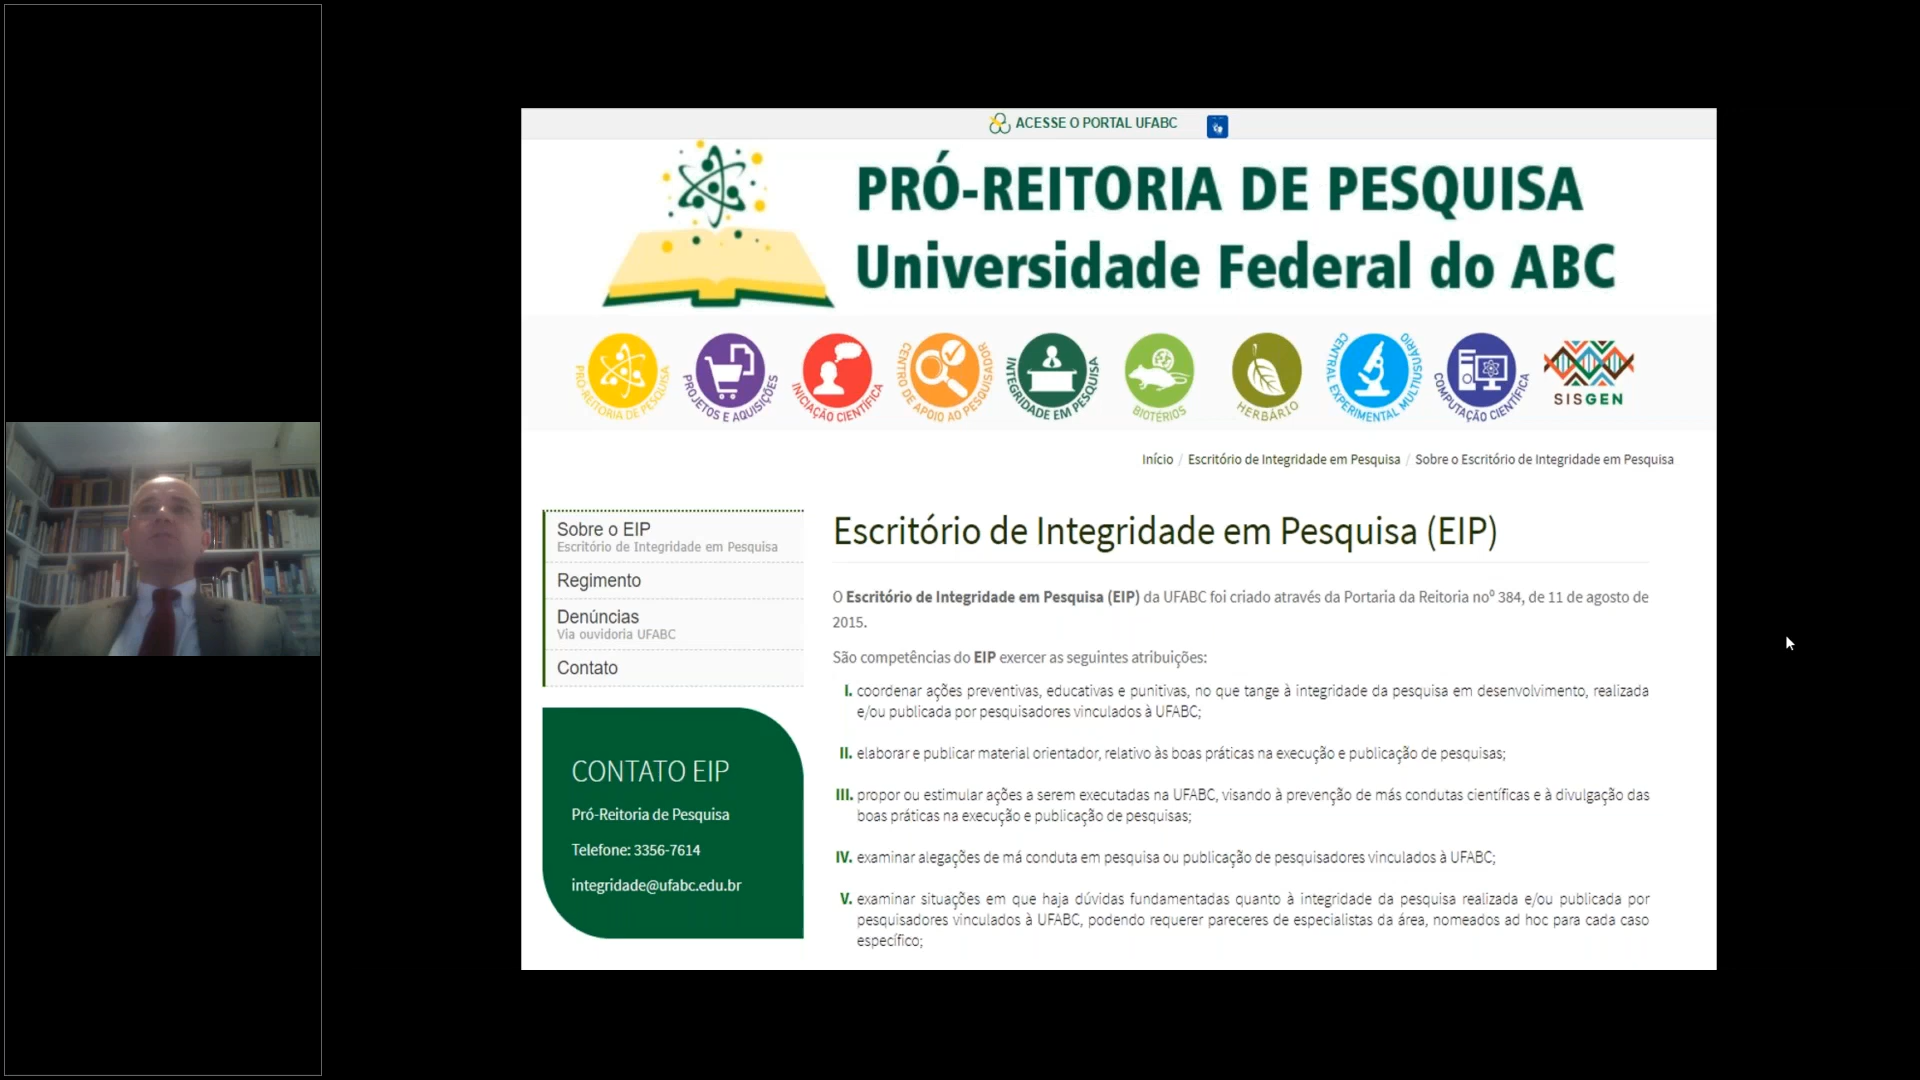 ACESSE O PORTAL UFABC
PRÓ-REITORIA DE PESQUISA
Universidade Federal do ABC
PRÓ-REITORIA DE PESQUISA
PROJETOS E AQUISIÇÕES
INICIAÇÃO CIENTÍFICA
CENTRO DE APOIO AO PESQUISADOR
INTEGRIDADE EM PESQUISA
BIOTÉRIOS
HERBÁRIO
CENTRAL EXPERIMENTAL MULTIUSUÁRIO
COMPUTAÇÃO CIENTÍFICA
SISGEN
Início / Escritório de Integridade em Pesquisa / Sobre o Escritório de Integridade em Pesquisa
Sobre o EIP
Escritório de Integridade em Pesquisa
Regimento
Denúncias
Via ouvidoria UFABC
Contato
CONTATO EIP
Pró-Reitoria de Pesquisa
Telefone: 3356-7614
integridade@ufabc.edu.br
Escritório de Integridade em Pesquisa (EIP)
O Escritório de Integridade em Pesquisa (EIP) da UFABC foi criado através da Portaria da Reitoria noº 384, de 11 de agosto de
2015.
São competências do EIP exercer as seguintes atribuições:
I. coordenar ações preventivas, educativas e punitivas, no que tange à integridade da pesquisa em desenvolvimento, realizada
e/ou publicada por pesquisadores vinculados à UFABC;
II. elaborar e publicar material orientador, relativo às boas práticas na execução e publicação de pesquisas;
III. propor ou estimular ações a serem executadas na UFABC, visando à prevenção de más condutas científicas e à divulgação das
boas práticas na execução e publicação de pesquisas;
IV. examinar alegações de má conduta em pesquisa ou publicação de pesquisadores vinculados à UFABC;
V. examinar situações em que haja dúvidas fundamentadas quanto à integridade da pesquisa realizada e/ou publicada por
pesquisadores vinculados à UFABC, podendo requerer pareceres de especialistas da área, nomeados ad hoc para cada caso
específico;